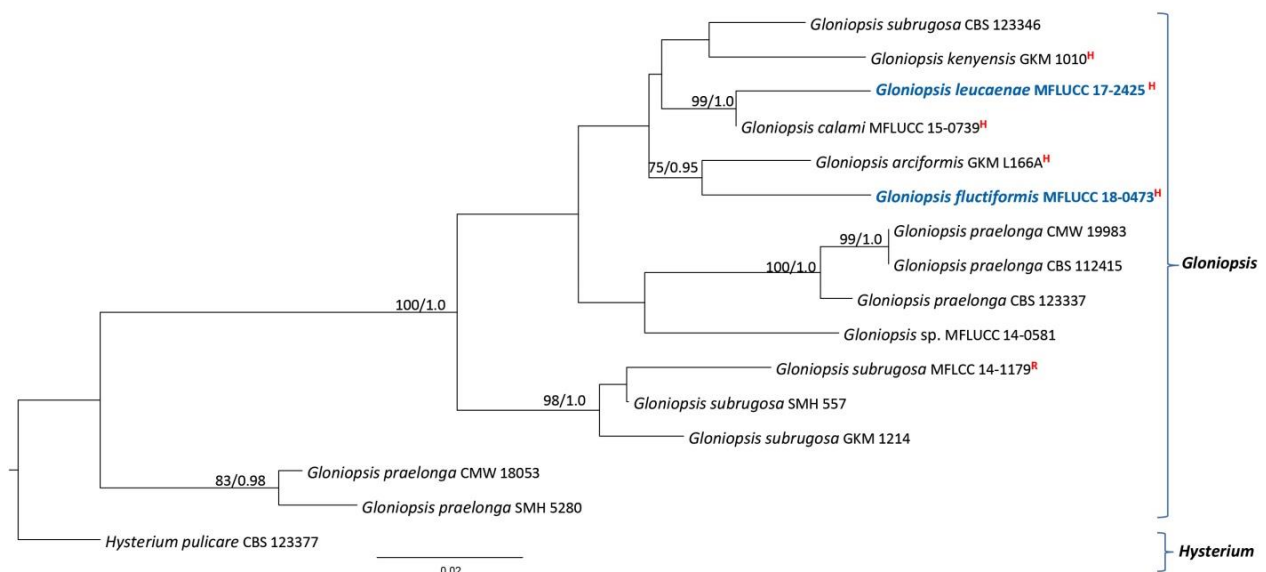 Gloniopsis subrugosa CBS 123346
Gloniopsis kenyensis GKM 1010H
Gloniopsis leucaenae MFLUCC 17-2425 H
99/1.0
Gloniopsis calami MFLUCC 15-0739H
Gloniopsis arciformis GKM L166AH
75/0.95
Gloniopsis fluctiformis MFLUCC 18-0473H
Gloniopsis praelonga CMW 19983
99/1.0
Gloniopsis praelonga CBS 112415
Gloniopsis
100/1.0
Gloniopsis praelonga CBS 123337
100/1.0
Gloniopsis sp. MFLUCC 14-0581
Gloniopsis subrugosa MFLCC 14-1179R
98/1.0
Gloniopsis subrugosa SMH 557
Gloniopsis subrugosa GKM 1214
Gloniopsis praelonga CMW 18053
83/0.98
Gloniopsis praelonga SMH 5280
Hysterium pulicare CBS 123377
Hysterium
0.02